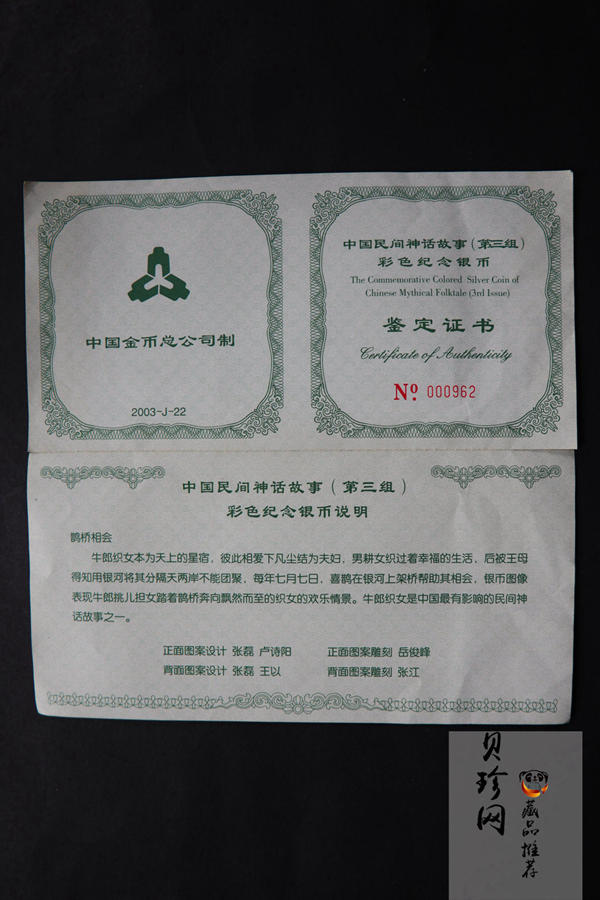 中国金币总公司制
2003-J-22
中国民间神话故事（第三组）
彩色纪念银币
The Commemorative Colored Silver Coin of
Chinese Mythical Folktale (3rd Issue)
鉴定证书
Certificate of Authenticity
No. 000962
中国民间神话故事（第三组）
彩色纪念银币说明
鹊桥相会
牛郎织女本为天上的星宿，彼此相爱下凡尘结为夫妇，男耕女织过着幸福的生活，后被王母
得知用银河将其分隔天两岸不能团聚，每年七月七日，喜鹊在银河上架桥帮助其相会，银币图像
表现牛郎挑儿担女踏着鹊桥奔向飘然而至的织女的欢乐情景。牛郎织女是中国最有影响的民间神
话故事之一。
正面图案设计 张磊 卢诗阳 正面图案雕刻 岳俊峰
背面图案设计 张磊 王以 背面图案雕刻 张江
贝珍网
藏品推荐